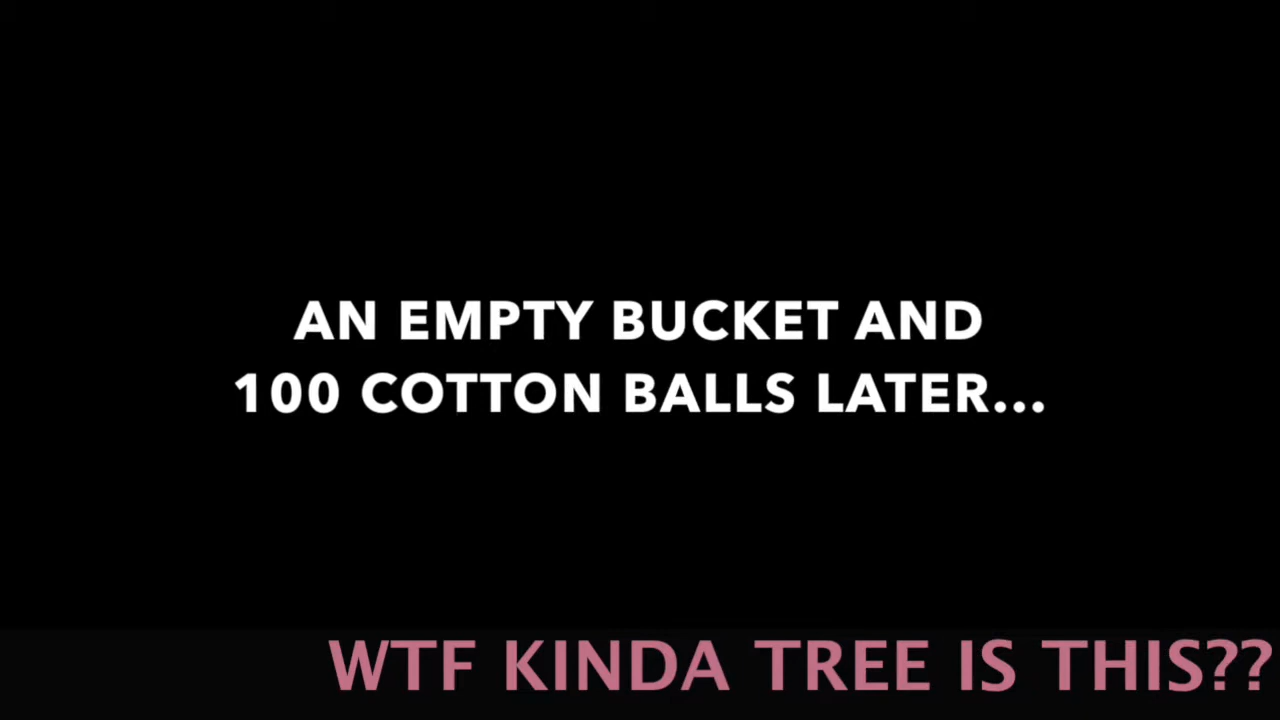 AN EMPTY BUCKET AND
100 COTTON BALLS LATER...
WTF KINDA TREE IS THIS??